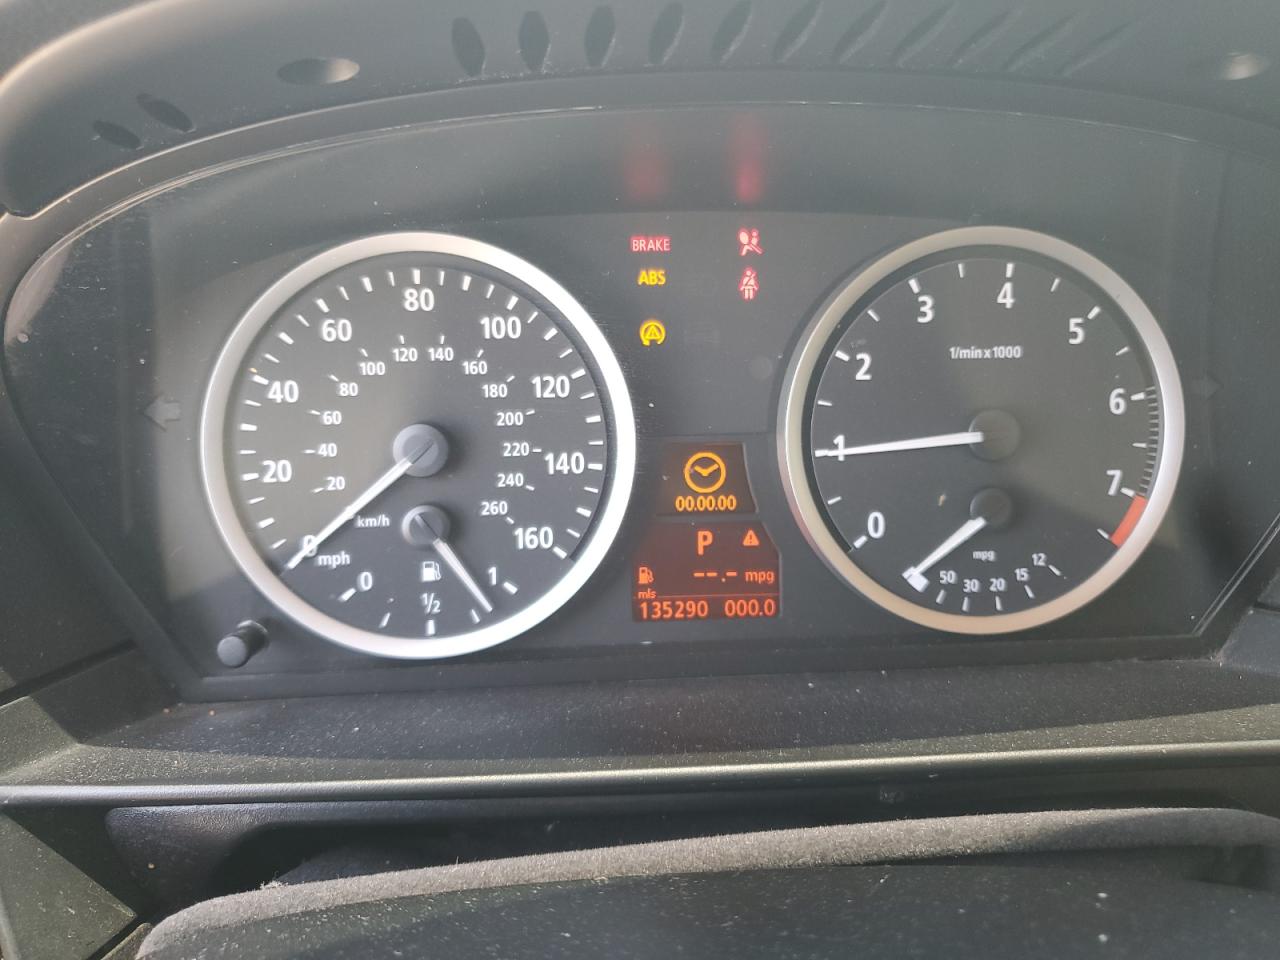 BRAKE
ABS
0 20 40 60 80 100 120 140 160
mph
20 40 60 80 100 120 140 160 180 200 220 240 260
km/h
0 1/2 1
00.00.00
P
--.- mpg
mls
135290 000.0
0 1 2 3 4 5 6 7
1/min x 1000
mpg
50 30 20 15 12